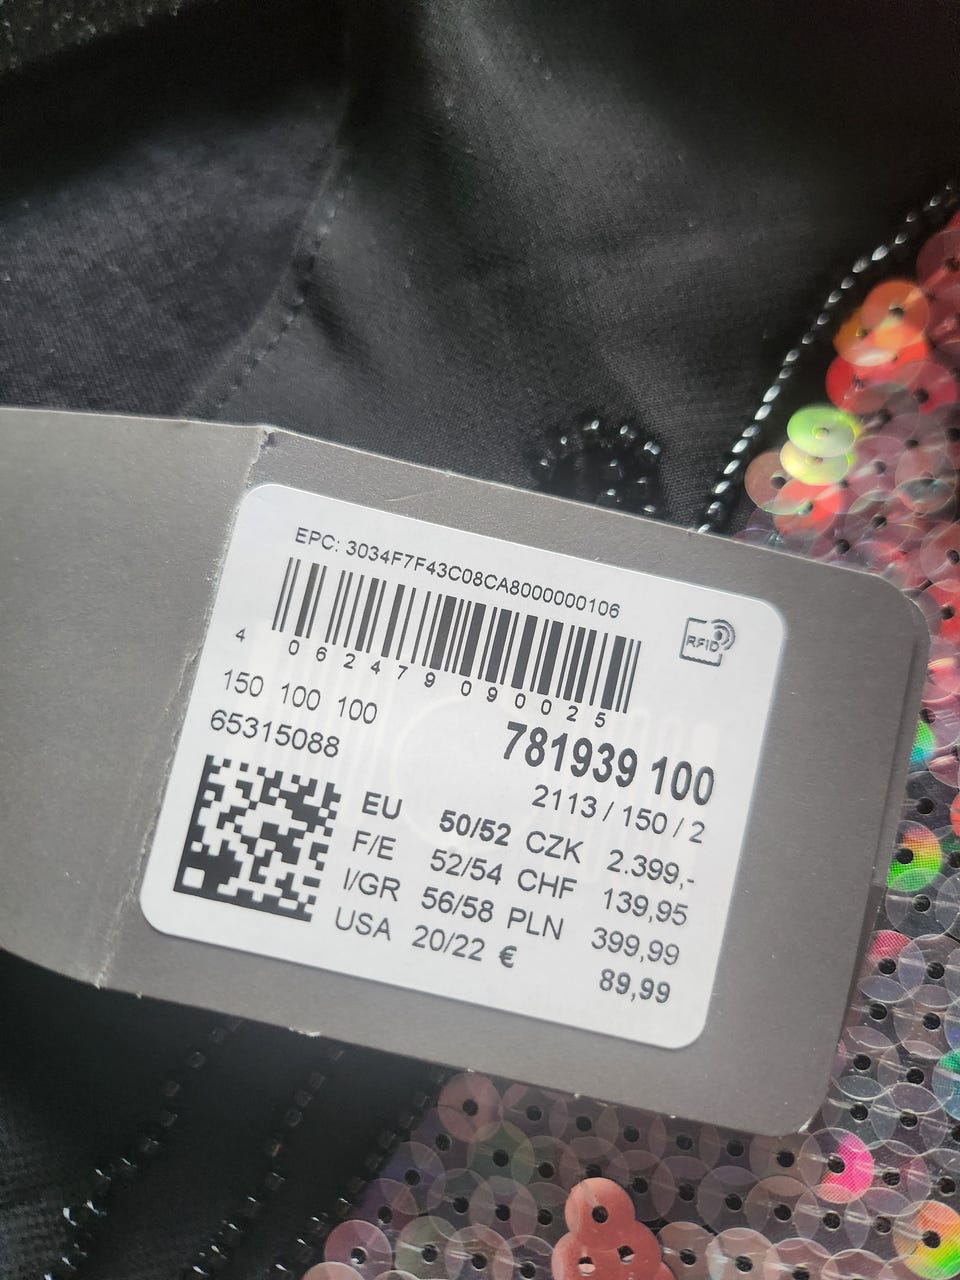 EPC: 3034F7F43C08CA8000000106
RFID
4 062479 090025
150 100 100
65315088
781939 100
2113 / 150 / 2
EU 50/52 CZK 2.399,-
F/E 52/54 CHF 139,95
I/GR 56/58 PLN 399,99
USA 20/22 € 89,99